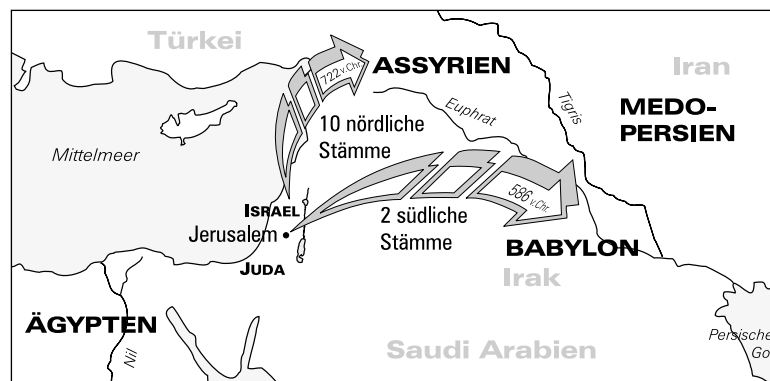 Türkei
722 v.Chr.
ASSYRIEN
Iran
Euphrat
Tigris
MEDO-
PERSIEN
10 nördliche
Stämme
Mittelmeer
586 v.Chr.
ISRAEL
Jerusalem
2 südliche
Stämme
BABYLON
JUDA
Irak
ÄGYPTEN
Nil
Saudi Arabien
Persische
Go